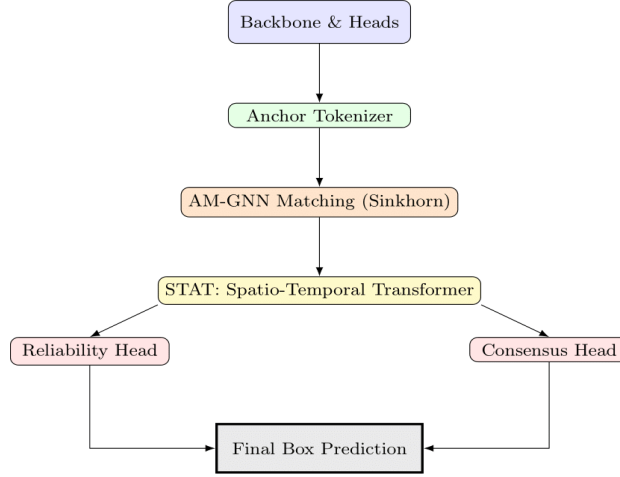 Backbone & Heads
Anchor Tokenizer
AM-GNN Matching (Sinkhorn)
STAT: Spatio-Temporal Transformer
Reliability Head
Consensus Head
Final Box Prediction